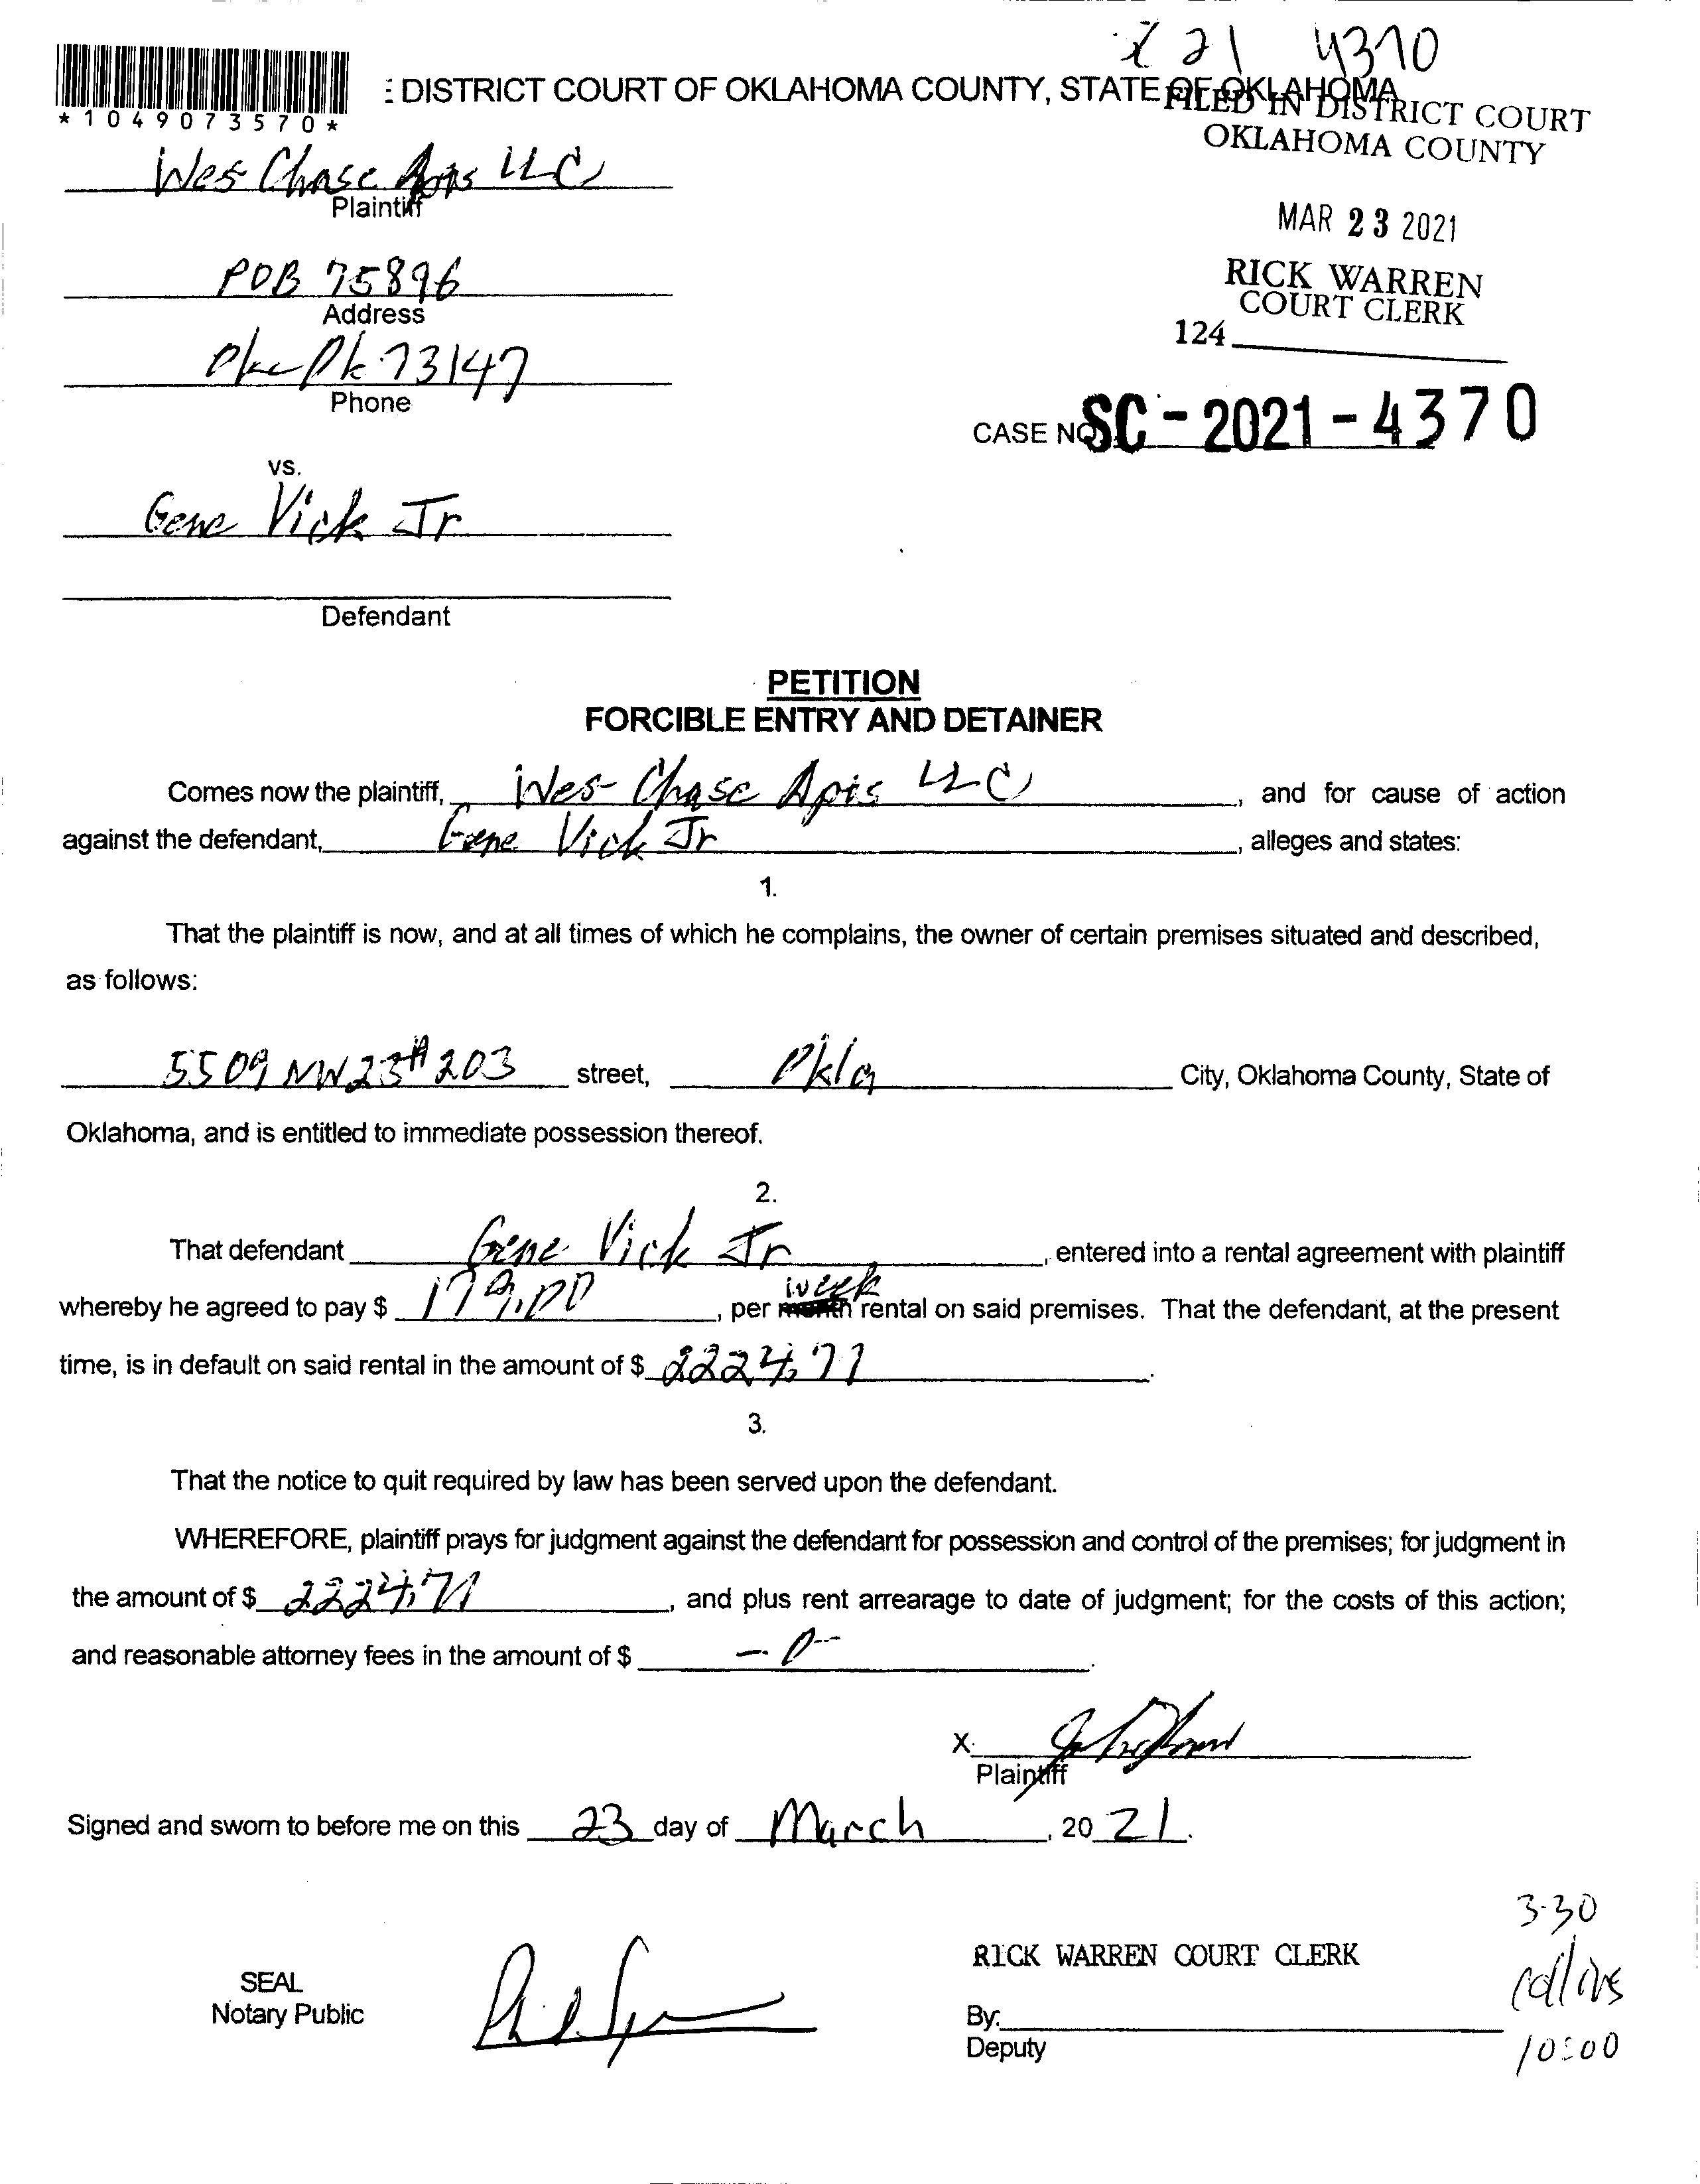 21 4370
: DISTRICT COURT OF OKLAHOMA COUNTY, STATE OF OKLAHOMA
FILED IN DISTRICT COURT
OKLAHOMA COUNTY
*1049073570*
Wes Chase Apts LLC
Plaintiff
MAR 23 2021
POB 75896
Address
RICK WARREN
COURT CLERK
124
Okc Ok 73147
Phone
CASE NO. SC-2021-4370
vs.
Gene Vick Jr
Defendant
PETITION
FORCIBLE ENTRY AND DETAINER
Comes now the plaintiff, Wes-Chase Apts LLC, and for cause of action
against the defendant, Gene Vick Jr, alleges and states:
1.
That the plaintiff is now, and at all times of which he complains, the owner of certain premises situated and described,
as follows:
5509 NW 23 # 203 street, Okla City, Oklahoma County, State of
Oklahoma, and is entitled to immediate possession thereof.
2.
That defendant Gene Vick Jr, entered into a rental agreement with plaintiff
whereby he agreed to pay $ 179.00, per month week rental on said premises. That the defendant, at the present
time, is in default on said rental in the amount of $ 2224.71.
3.
That the notice to quit required by law has been served upon the defendant.
WHEREFORE, plaintiff prays for judgment against the defendant for possession and control of the premises; for judgment in
the amount of $ 2224.71, and plus rent arrearage to date of judgment; for the costs of this action;
and reasonable attorney fees in the amount of $ -0-.
X
Plaintiff
Signed and sworn to before me on this 23 day of March, 20 21.
3-30
RICK WARREN COURT CLERK
Collins
SEAL
Notary Public
By:
Deputy
10:00